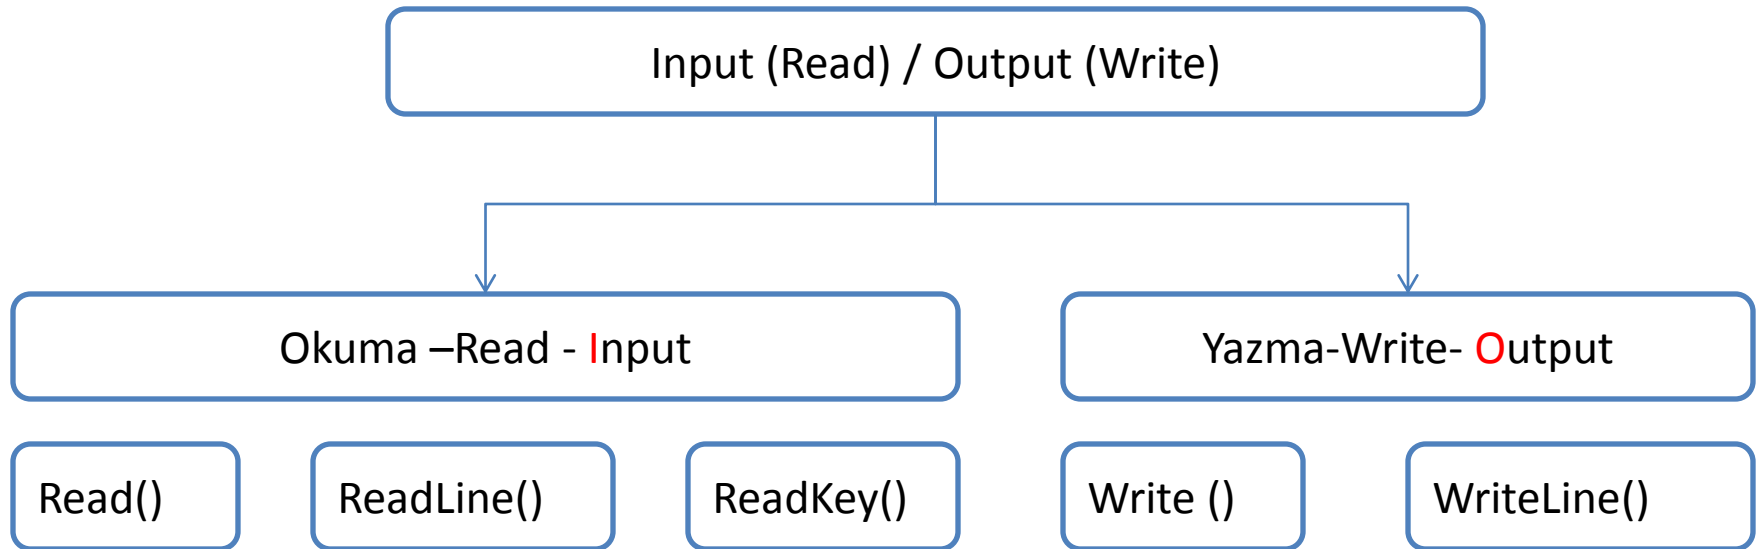 Input (Read) / Output (Write)
Okuma –Read - Input
Yazma-Write- Output
Read()
ReadLine()
ReadKey()
Write ()
WriteLine()